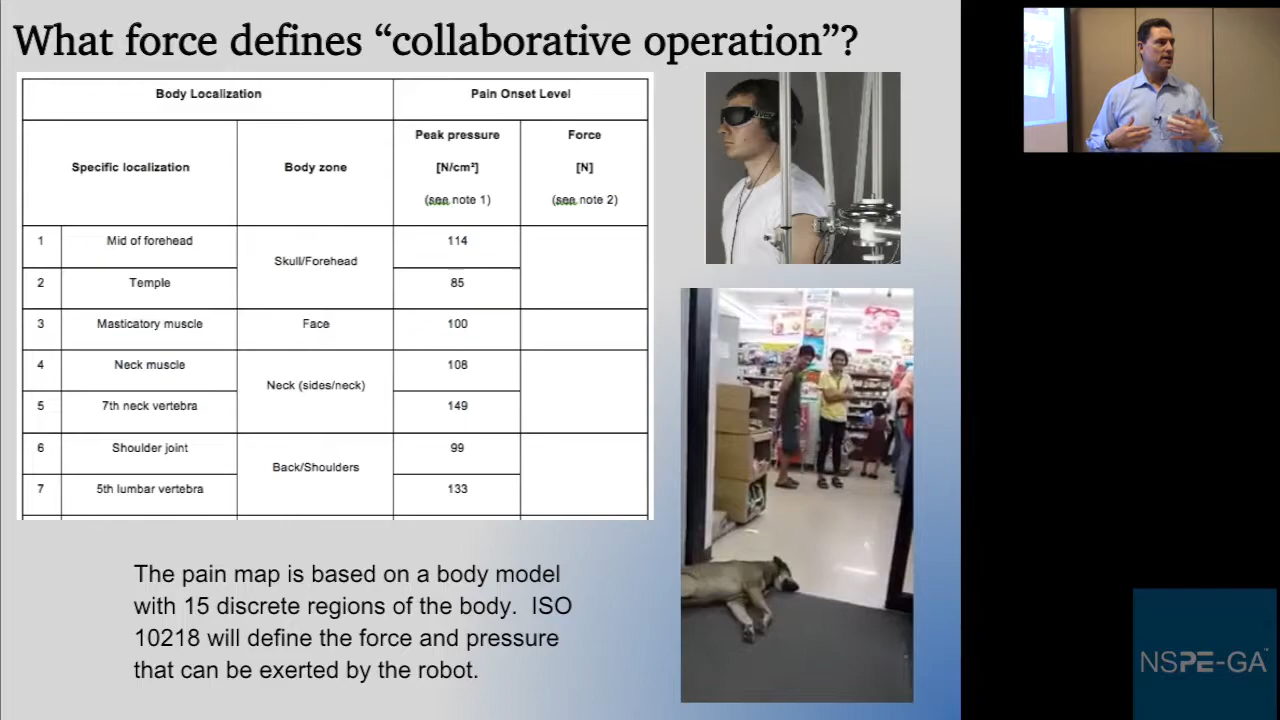 What force defines “collaborative operation”?
Body Localization
Pain Onset Level
Specific localization
Body zone
Peak pressure
[N/cm²]
(see note 1)
Force
[N]
(see note 2)
1 Mid of forehead Skull/Forehead 114
2 Temple 85
3 Masticatory muscle Face 100
4 Neck muscle Neck (sides/neck) 108
5 7th neck vertebra 149
6 Shoulder joint Back/Shoulders 99
7 5th lumbar vertebra 133
The pain map is based on a body model
with 15 discrete regions of the body. ISO
10218 will define the force and pressure
that can be exerted by the robot.
NSPE-GA™